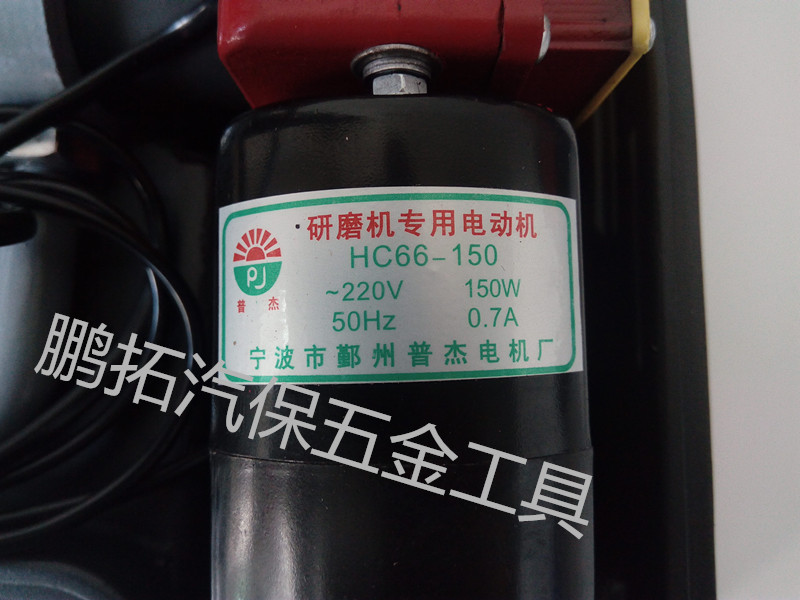 研磨机专用电动机
HC66-150
PJ
普 杰
~220V 150W
50Hz 0.7A
宁波市鄞州普杰电机厂
鹏拓汽保五金工具